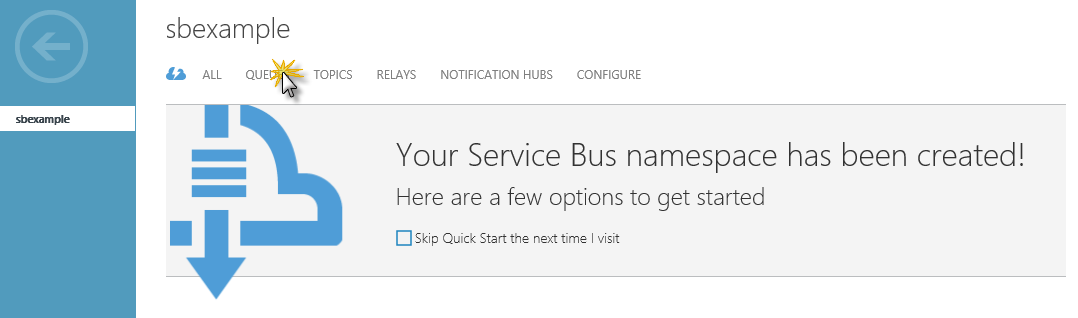 sbexample
ALL TOPICS RELAYS NOTIFICATION HUBS CONFIGURE
sbexample
Your Service Bus namespace has been created!
Here are a few options to get started
Skip Quick Start the next time I visit